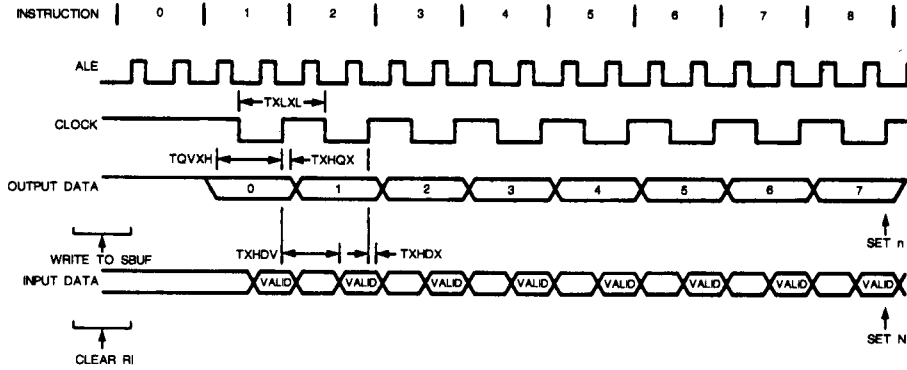 INSTRUCTION 0 1 2 3 4 5 6 7 8
ALE
TXLXL
CLOCK
TQVXH TXHQX
OUTPUT DATA 0 1 2 3 4 5 6 7
WRITE TO SBUF TXHDV TXHDX SET n
INPUT DATA VALID VALID VALID VALID VALID VALID VALID VALID
CLEAR RI SET N